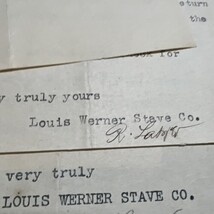 eturn
the
for
y truly yours
Louis Werner Stave Co.
very truly
LOUIS WERNER STAVE CO.